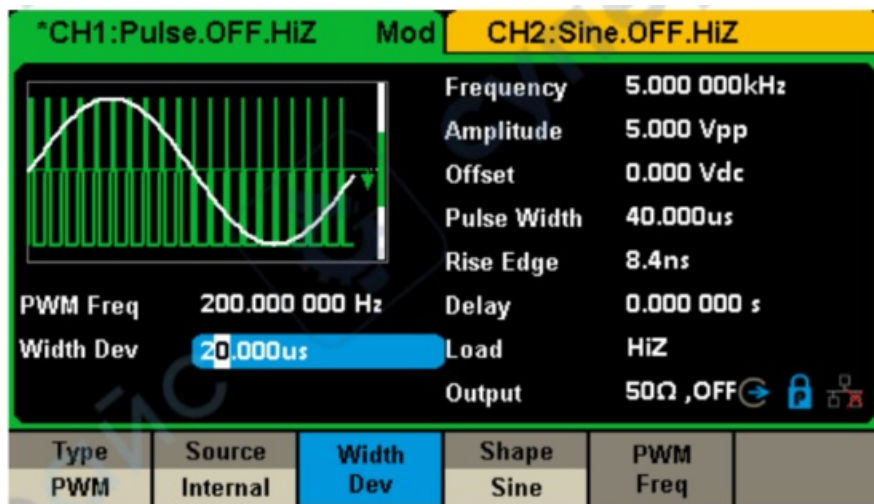 *CH1:Pulse.OFF.HiZ Mod CH2:Sine.OFF.HiZ
Frequency 5.000 000kHz
Amplitude 5.000 Vpp
Offset 0.000 Vdc
Pulse Width 40.000us
Rise Edge 8.4ns
PWM Freq 200.000 000 Hz Delay 0.000 000 s
Width Dev 20.000us Load HiZ
Output 50Ω ,OFF P
Type Source Width Dev Shape PWM Freq
PWM Internal Sine